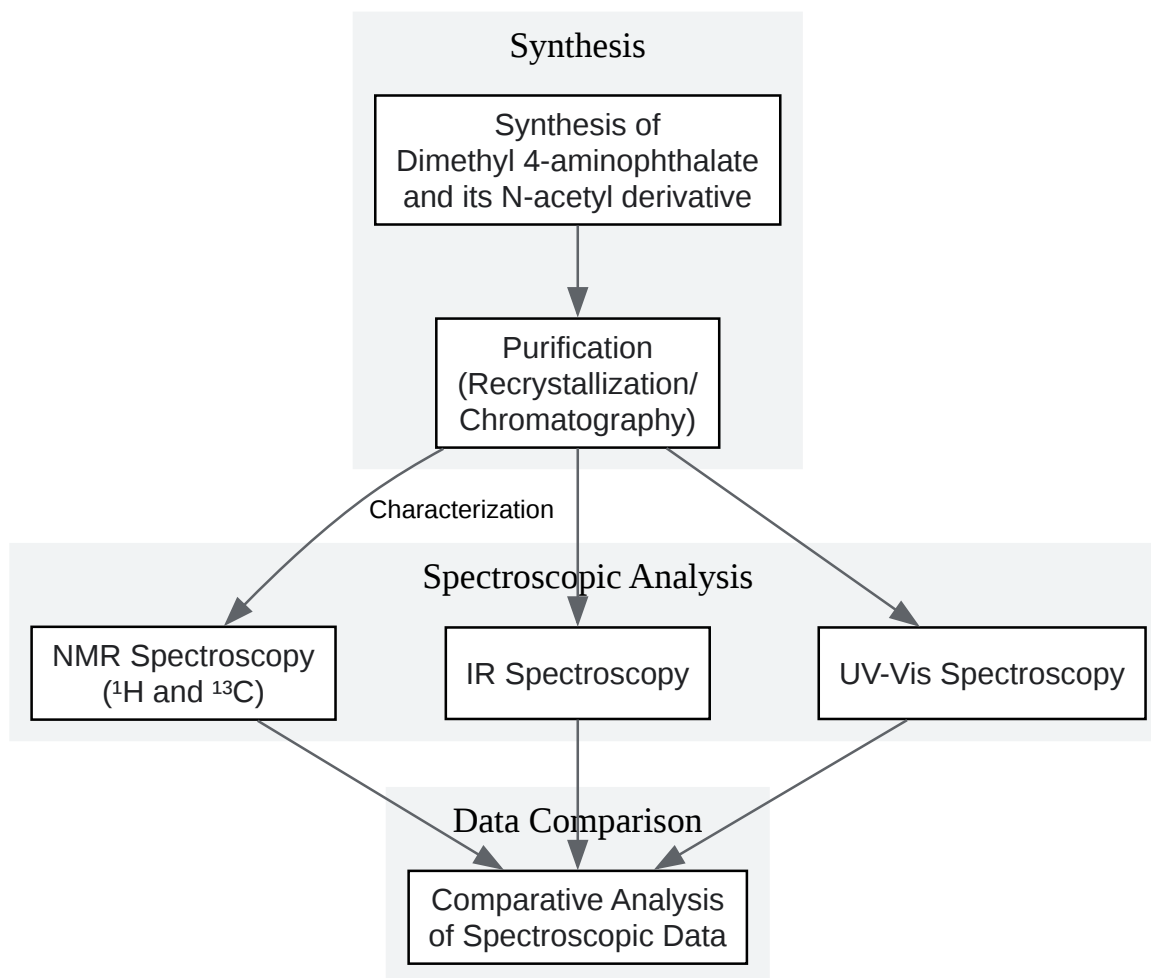 Synthesis
Synthesis of
Dimethyl 4-aminophthalate
and its N-acetyl derivative
Purification
(Recrystallization/
Chromatography)
Characterization
Spectroscopic Analysis
NMR Spectroscopy
(¹H and ¹³C)
IR Spectroscopy
UV-Vis Spectroscopy
Data Comparison
Comparative Analysis
of Spectroscopic Data